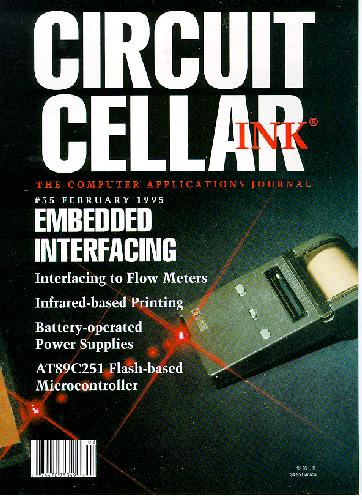 CIRCUIT
CELLAR
INK®
THE COMPUTER APPLICATIONS JOURNAL
#55 FEBRUARY 1995
EMBEDDED
INTERFACING
Interfacing to Flow Meters
Infrared-based Printing
Battery-operated
Power Supplies
AT89C251 Flash-based
Microcontroller